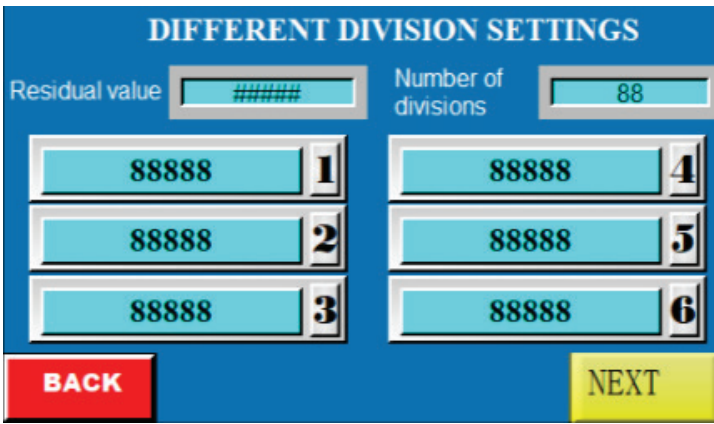 DIFFERENT DIVISION SETTINGS
Residual value ##### Number of divisions 88
88888 1 88888 4
88888 2 88888 5
88888 3 88888 6
BACK NEXT